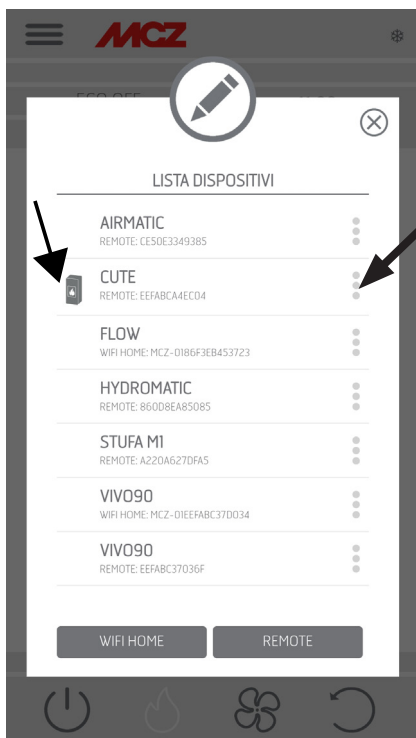 MCZ
LISTA DISPOSITIVI
AIRMATIC
REMOTE: CE50E3349385
CUTE
REMOTE: EEFABCA4EC04
FLOW
WIFI HOME: MCZ-0186F3EB453723
HYDROMATIC
REMOTE: 860D8EA85085
STUFA M1
REMOTE: A220A627DFA5
VIVO90
WIFI HOME: MCZ-01EEFABC37D034
VIVO90
REMOTE: EEFABC37036F
WIFI HOME REMOTE